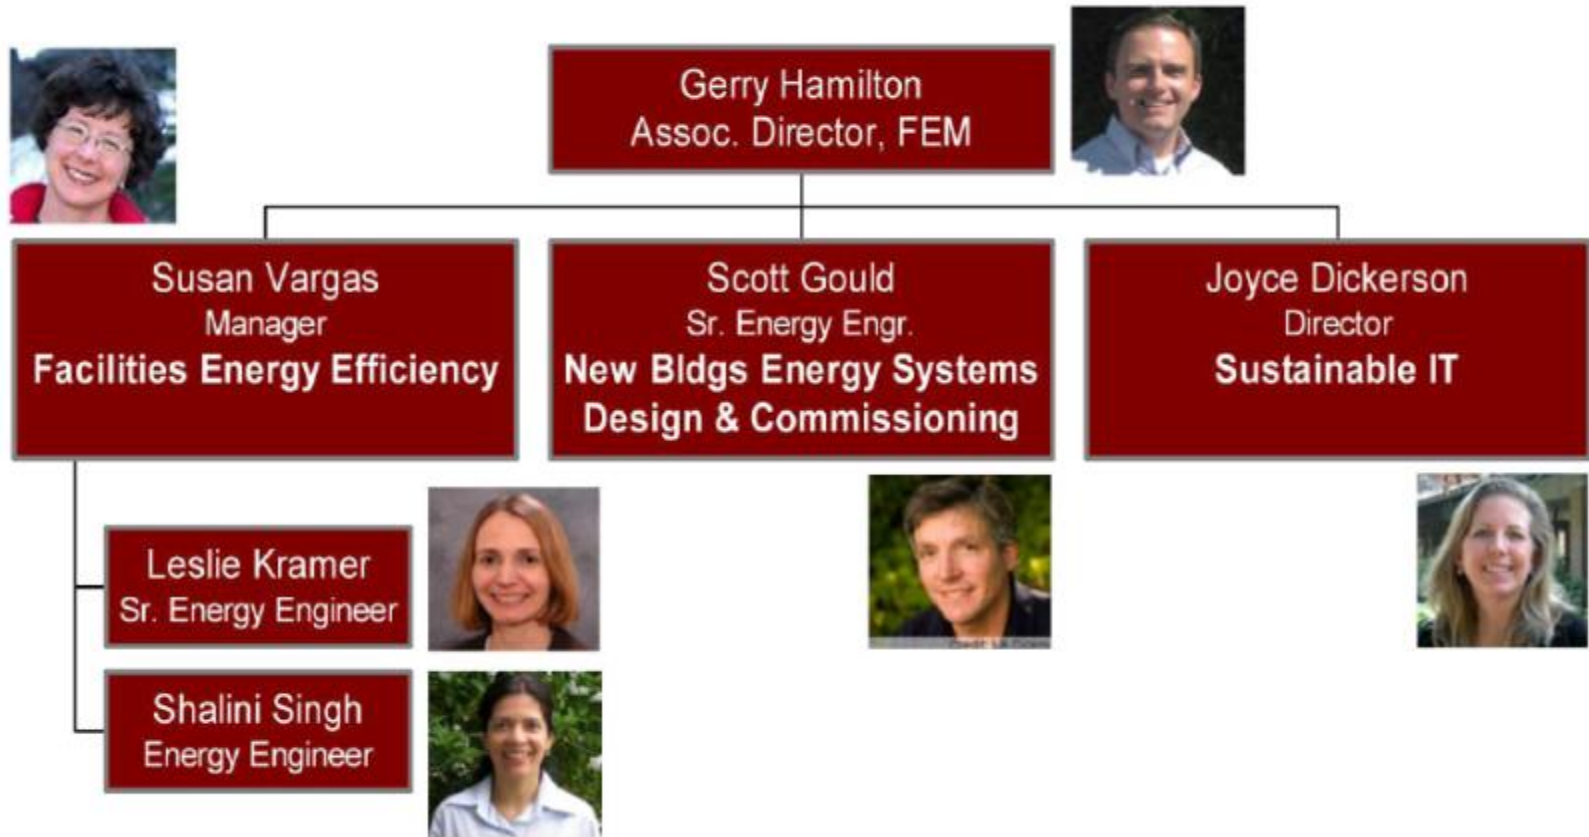 Gerry Hamilton
Assoc. Director, FEM
Susan Vargas
Manager
Facilities Energy Efficiency
Scott Gould
Sr. Energy Engr.
New Bldgs Energy Systems
Design & Commissioning
Joyce Dickerson
Director
Sustainable IT
Leslie Kramer
Sr. Energy Engineer
Shalini Singh
Energy Engineer